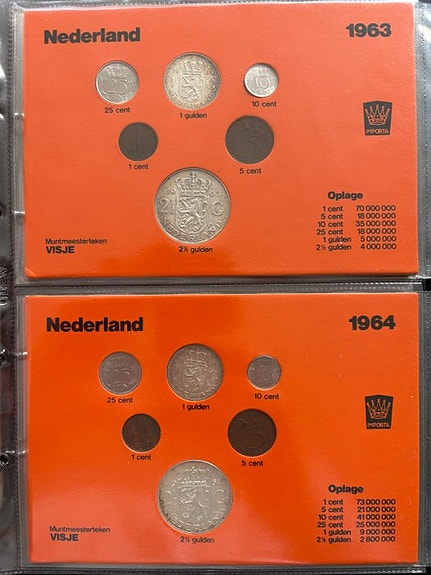 Nederland 1963
25 cent
1 gulden
10 cent
IMPORTA
1 cent
5 cent
2½ G
2½ gulden
Oplage
1 cent 70 000 000
5 cent 18 000 000
10 cent 35 000 000
25 cent 18 000 000
1 gulden 5 000 000
2½ gulden 4 000 000
Muntmeesterteken
VISJE
Nederland 1964
25 cent
1 gulden
10 cent
IMPORTA
1 cent
5 cent
2½ gulden
Oplage
1 cent 73 000 000
5 cent 21 000 000
10 cent 41 000 000
25 cent 25 000 000
1 gulden 9 000 000
2½ gulden 2 800 000
Muntmeesterteken
VISJE